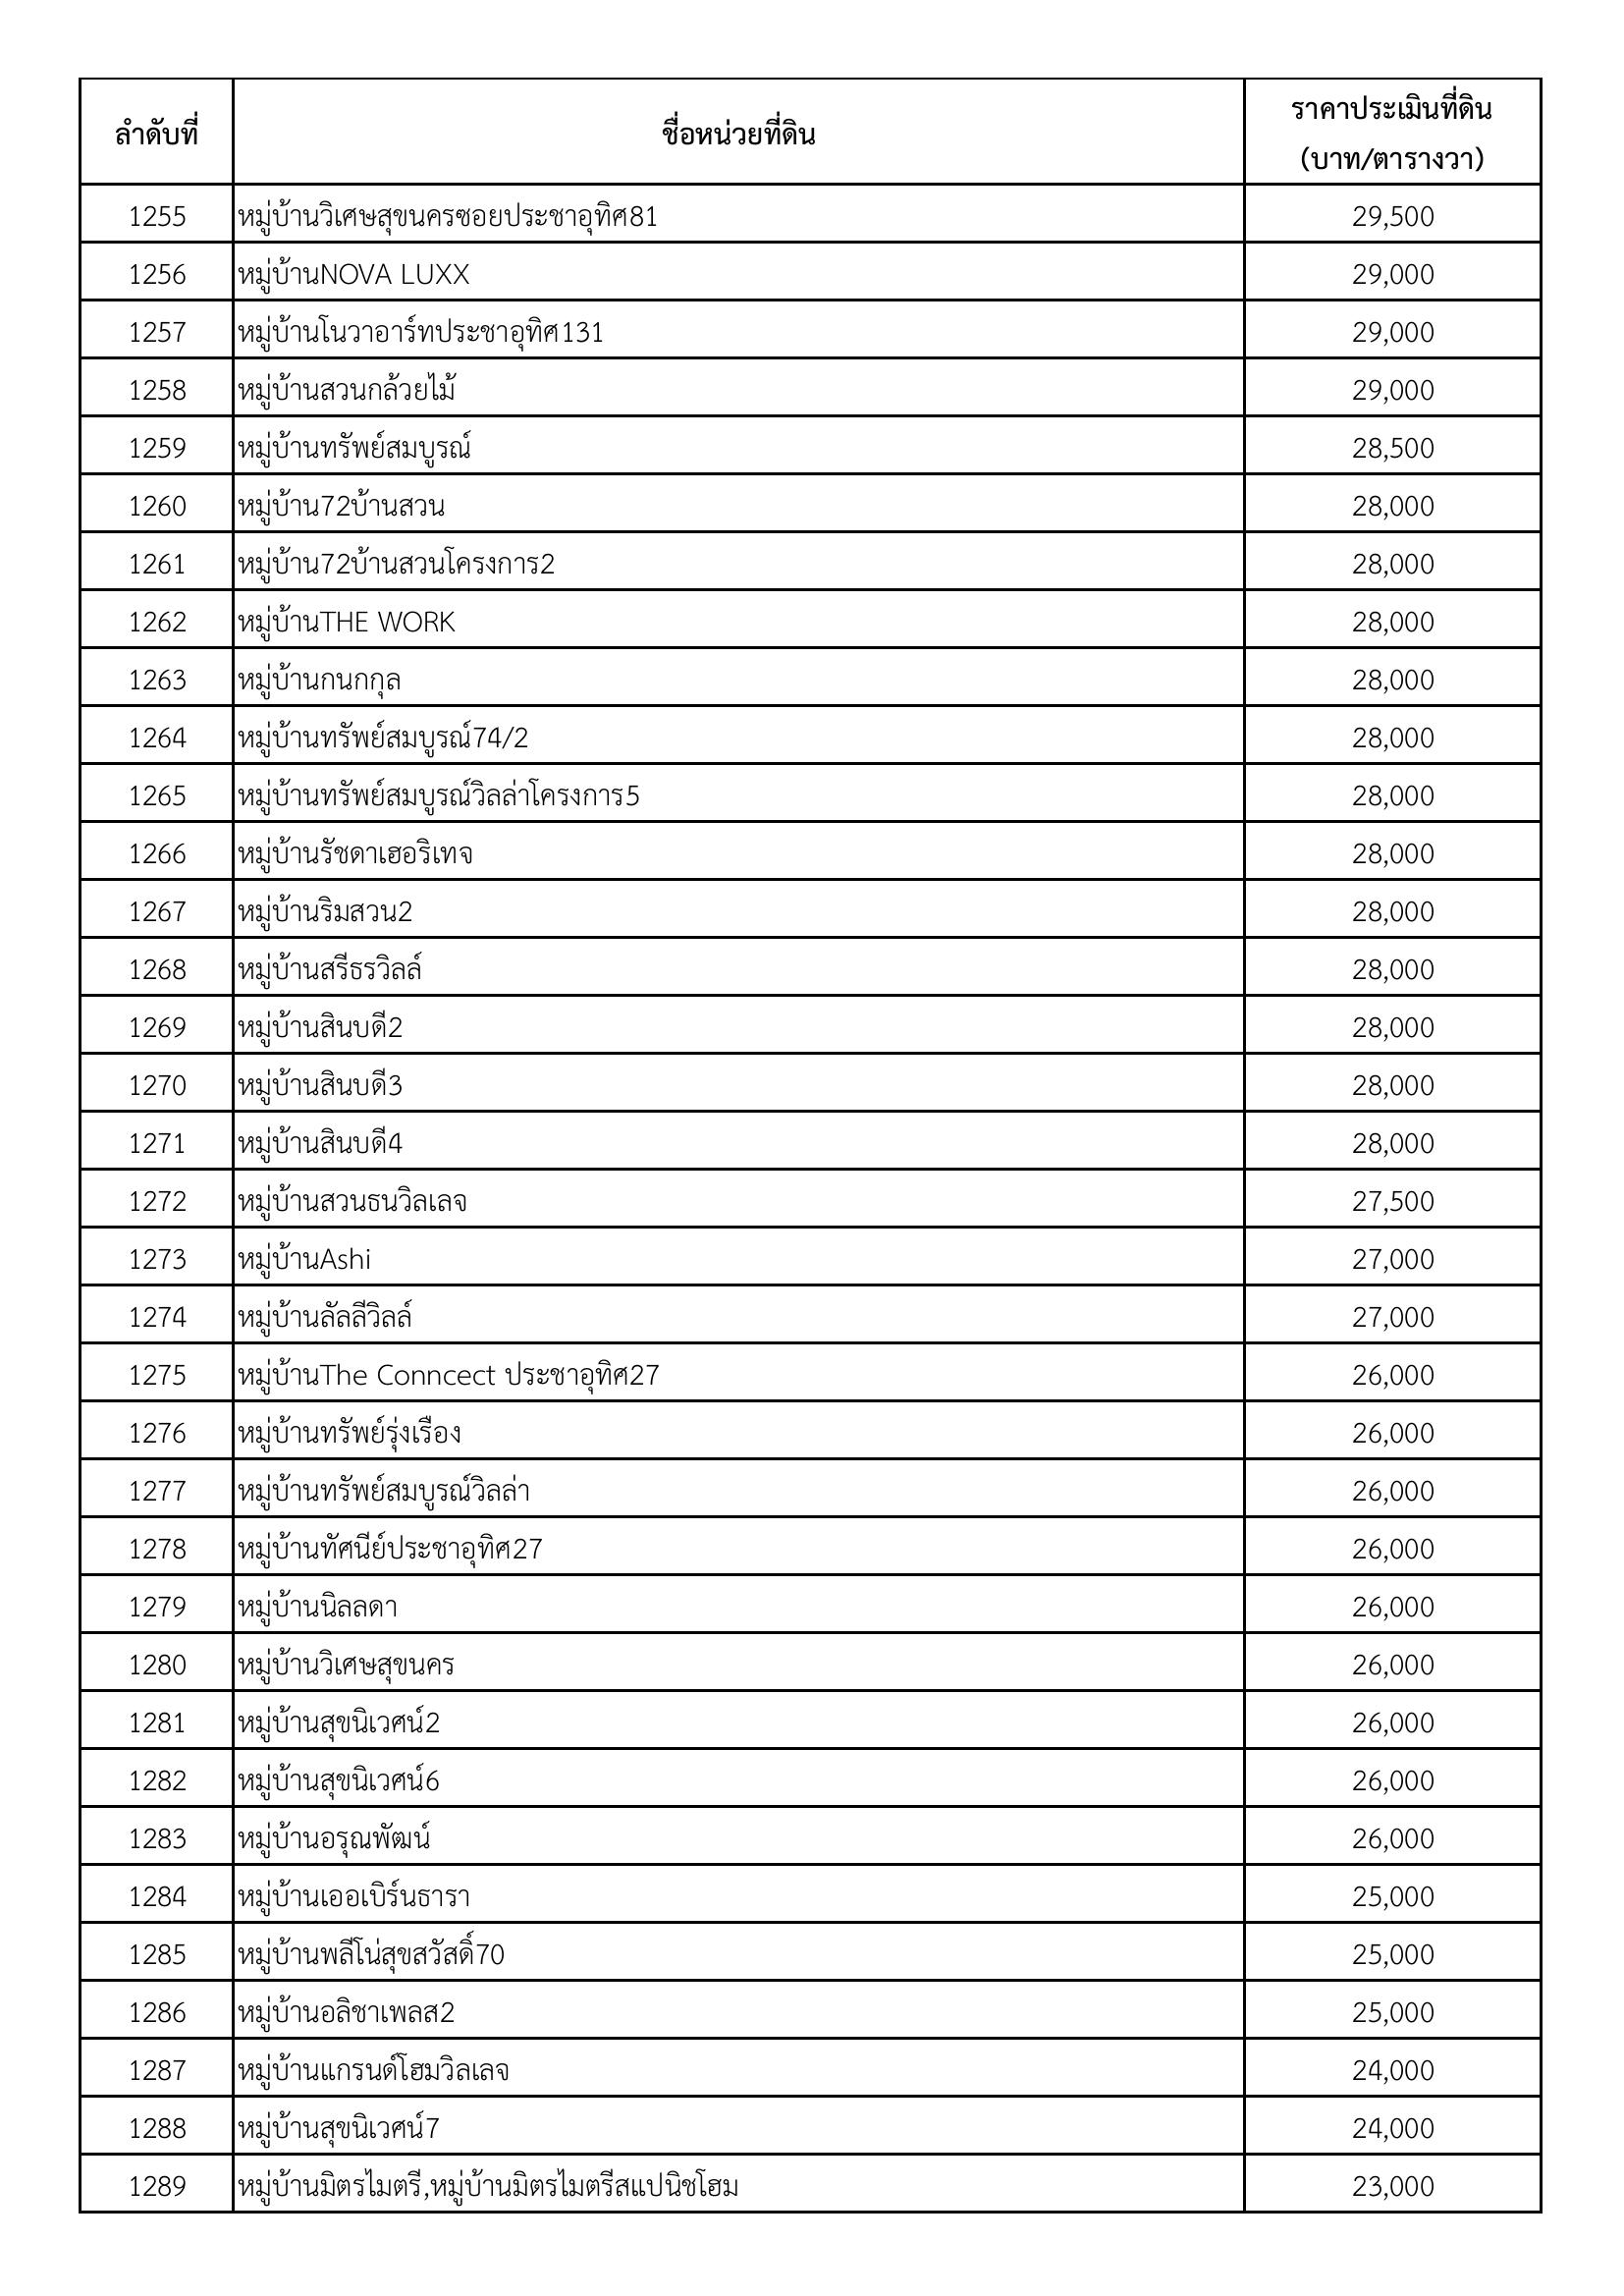 ลำดับที่ ชื่อหน่วยที่ดิน ราคาประเมินที่ดิน
(บาท/ตารางวา)
1255 หมู่บ้านวิเศษสุขนครซอยประชาอุทิศ81 29,500
1256 หมู่บ้านNOVA LUXX 29,000
1257 หมู่บ้านโนวาอาร์ทประชาอุทิศ131 29,000
1258 หมู่บ้านสวนกล้วยไม้ 29,000
1259 หมู่บ้านทรัพย์สมบูรณ์ 28,500
1260 หมู่บ้าน72บ้านสวน 28,000
1261 หมู่บ้าน72บ้านสวนโครงการ2 28,000
1262 หมู่บ้านTHE WORK 28,000
1263 หมู่บ้านกนกกุล 28,000
1264 หมู่บ้านทรัพย์สมบูรณ์74/2 28,000
1265 หมู่บ้านทรัพย์สมบูรณ์วิลล่าโครงการ5 28,000
1266 หมู่บ้านรัชดาเฮอริเทจ 28,000
1267 หมู่บ้านริมสวน2 28,000
1268 หมู่บ้านสรีธรวิลล์ 28,000
1269 หมู่บ้านสินบดี2 28,000
1270 หมู่บ้านสินบดี3 28,000
1271 หมู่บ้านสินบดี4 28,000
1272 หมู่บ้านสวนธนวิลเลจ 27,500
1273 หมู่บ้านAshi 27,000
1274 หมู่บ้านลัลลีวิลล์ 27,000
1275 หมู่บ้านThe Conncect ประชาอุทิศ27 26,000
1276 หมู่บ้านทรัพย์รุ่งเรือง 26,000
1277 หมู่บ้านทรัพย์สมบูรณ์วิลล่า 26,000
1278 หมู่บ้านทัศนีย์ประชาอุทิศ27 26,000
1279 หมู่บ้านนิลลดา 26,000
1280 หมู่บ้านวิเศษสุขนคร 26,000
1281 หมู่บ้านสุขนิเวศน์2 26,000
1282 หมู่บ้านสุขนิเวศน์6 26,000
1283 หมู่บ้านอรุณพัฒน์ 26,000
1284 หมู่บ้านเออเบิร์นธารา 25,000
1285 หมู่บ้านพลีโน่สุขสวัสดิ์70 25,000
1286 หมู่บ้านอลิชาเพลส2 25,000
1287 หมู่บ้านแกรนด์โฮมวิลเลจ 24,000
1288 หมู่บ้านสุขนิเวศน์7 24,000
1289 หมู่บ้านมิตรไมตรี,หมู่บ้านมิตรไมตรีสแปนิชโฮม 23,000